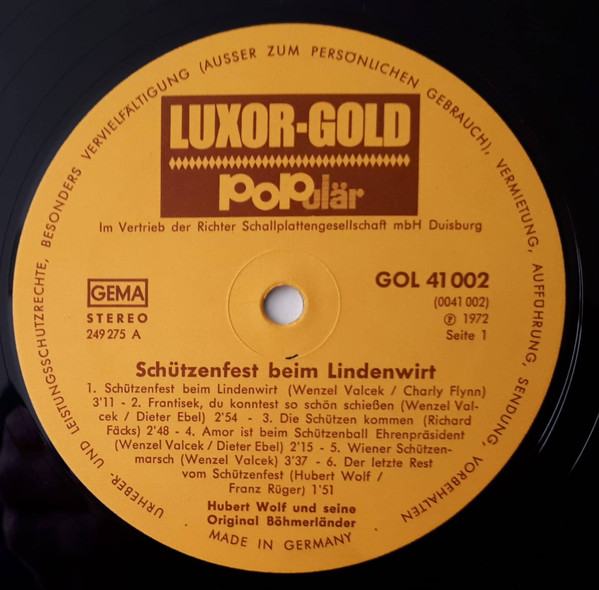 URHEBER- UND LEISTUNGSSCHUTZRECHTE, BESONDERS VERVIELFÄLTIGUNG (AUSSER ZUM PERSÖNLICHEN GEBRAUCH), VERMIETUNG, AUFFÜHRUNG, SENDUNG, VORBEHALTEN
LUXOR-GOLD
POPulär
Im Vertrieb der Richter Schallplattengesellschaft mbH Duisburg
GEMA
STEREO
249 275 A
GOL 41 002
(0041 002)
Ⓟ 1972
Seite 1
Schützenfest beim Lindenwirt
1. Schützenfest beim Lindenwirt (Wenzel Valcek / Charly Flynn)
3'11 - 2. Frantisek, du konntest so schön schießen (Wenzel Val-
cek / Dieter Ebel) 2'54 - 3. Die Schützen kommen (Richard
Fäcks) 2'48 - 4. Amor ist beim Schützenball Ehrenpräsident
(Wenzel Valcek / Dieter Ebel) 2'15 - 5. Wiener Schützen-
marsch (Wenzel Valcek) 3'37 - 6. Der letzte Rest
vom Schützenfest (Hubert Wolf /
Franz Rüger) 1'51
Hubert Wolf und seine
Original Böhmerländer
MADE IN GERMANY